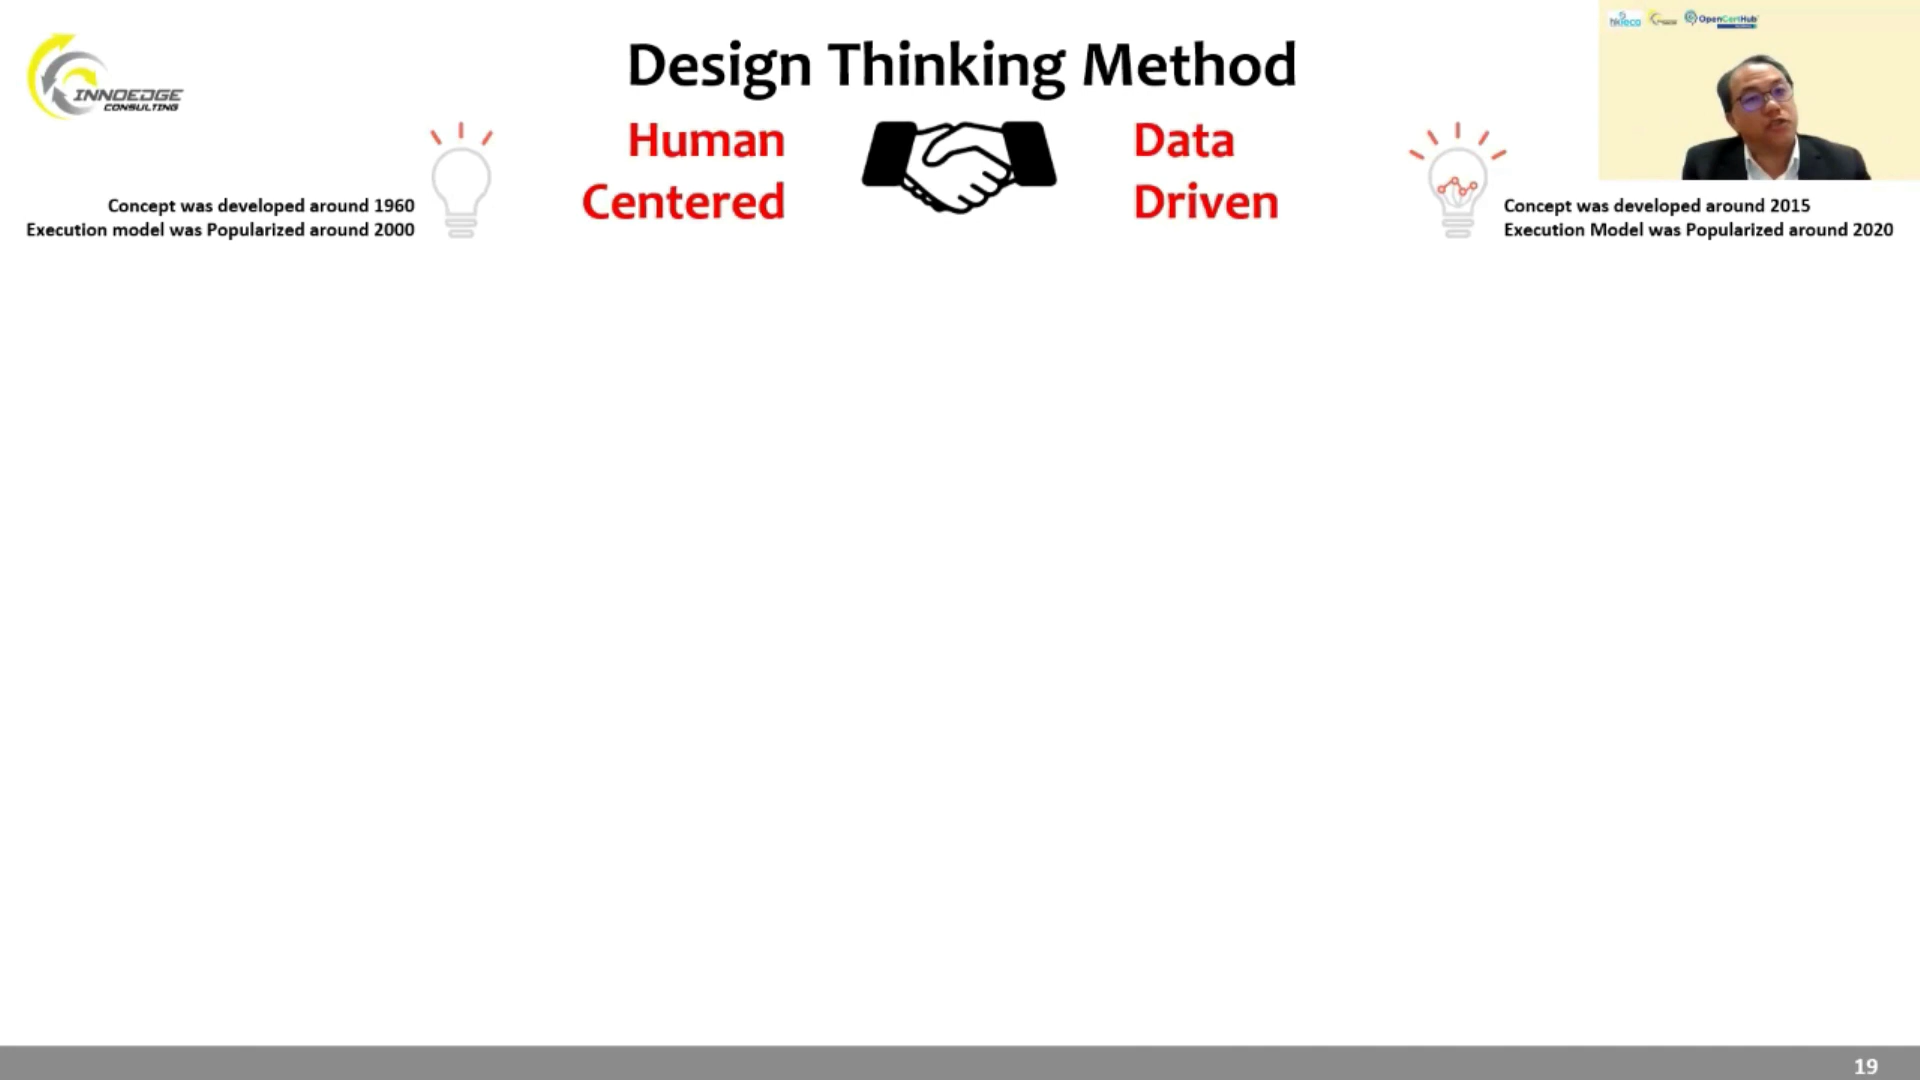 Design Thinking Method
INNOEDGE
CONSULTING
OpenCertHub
Human
Centered
Data
Driven
Concept was developed around 1960
Execution model was Popularized around 2000
Concept was developed around 2015
Execution Model was Popularized around 2020
19